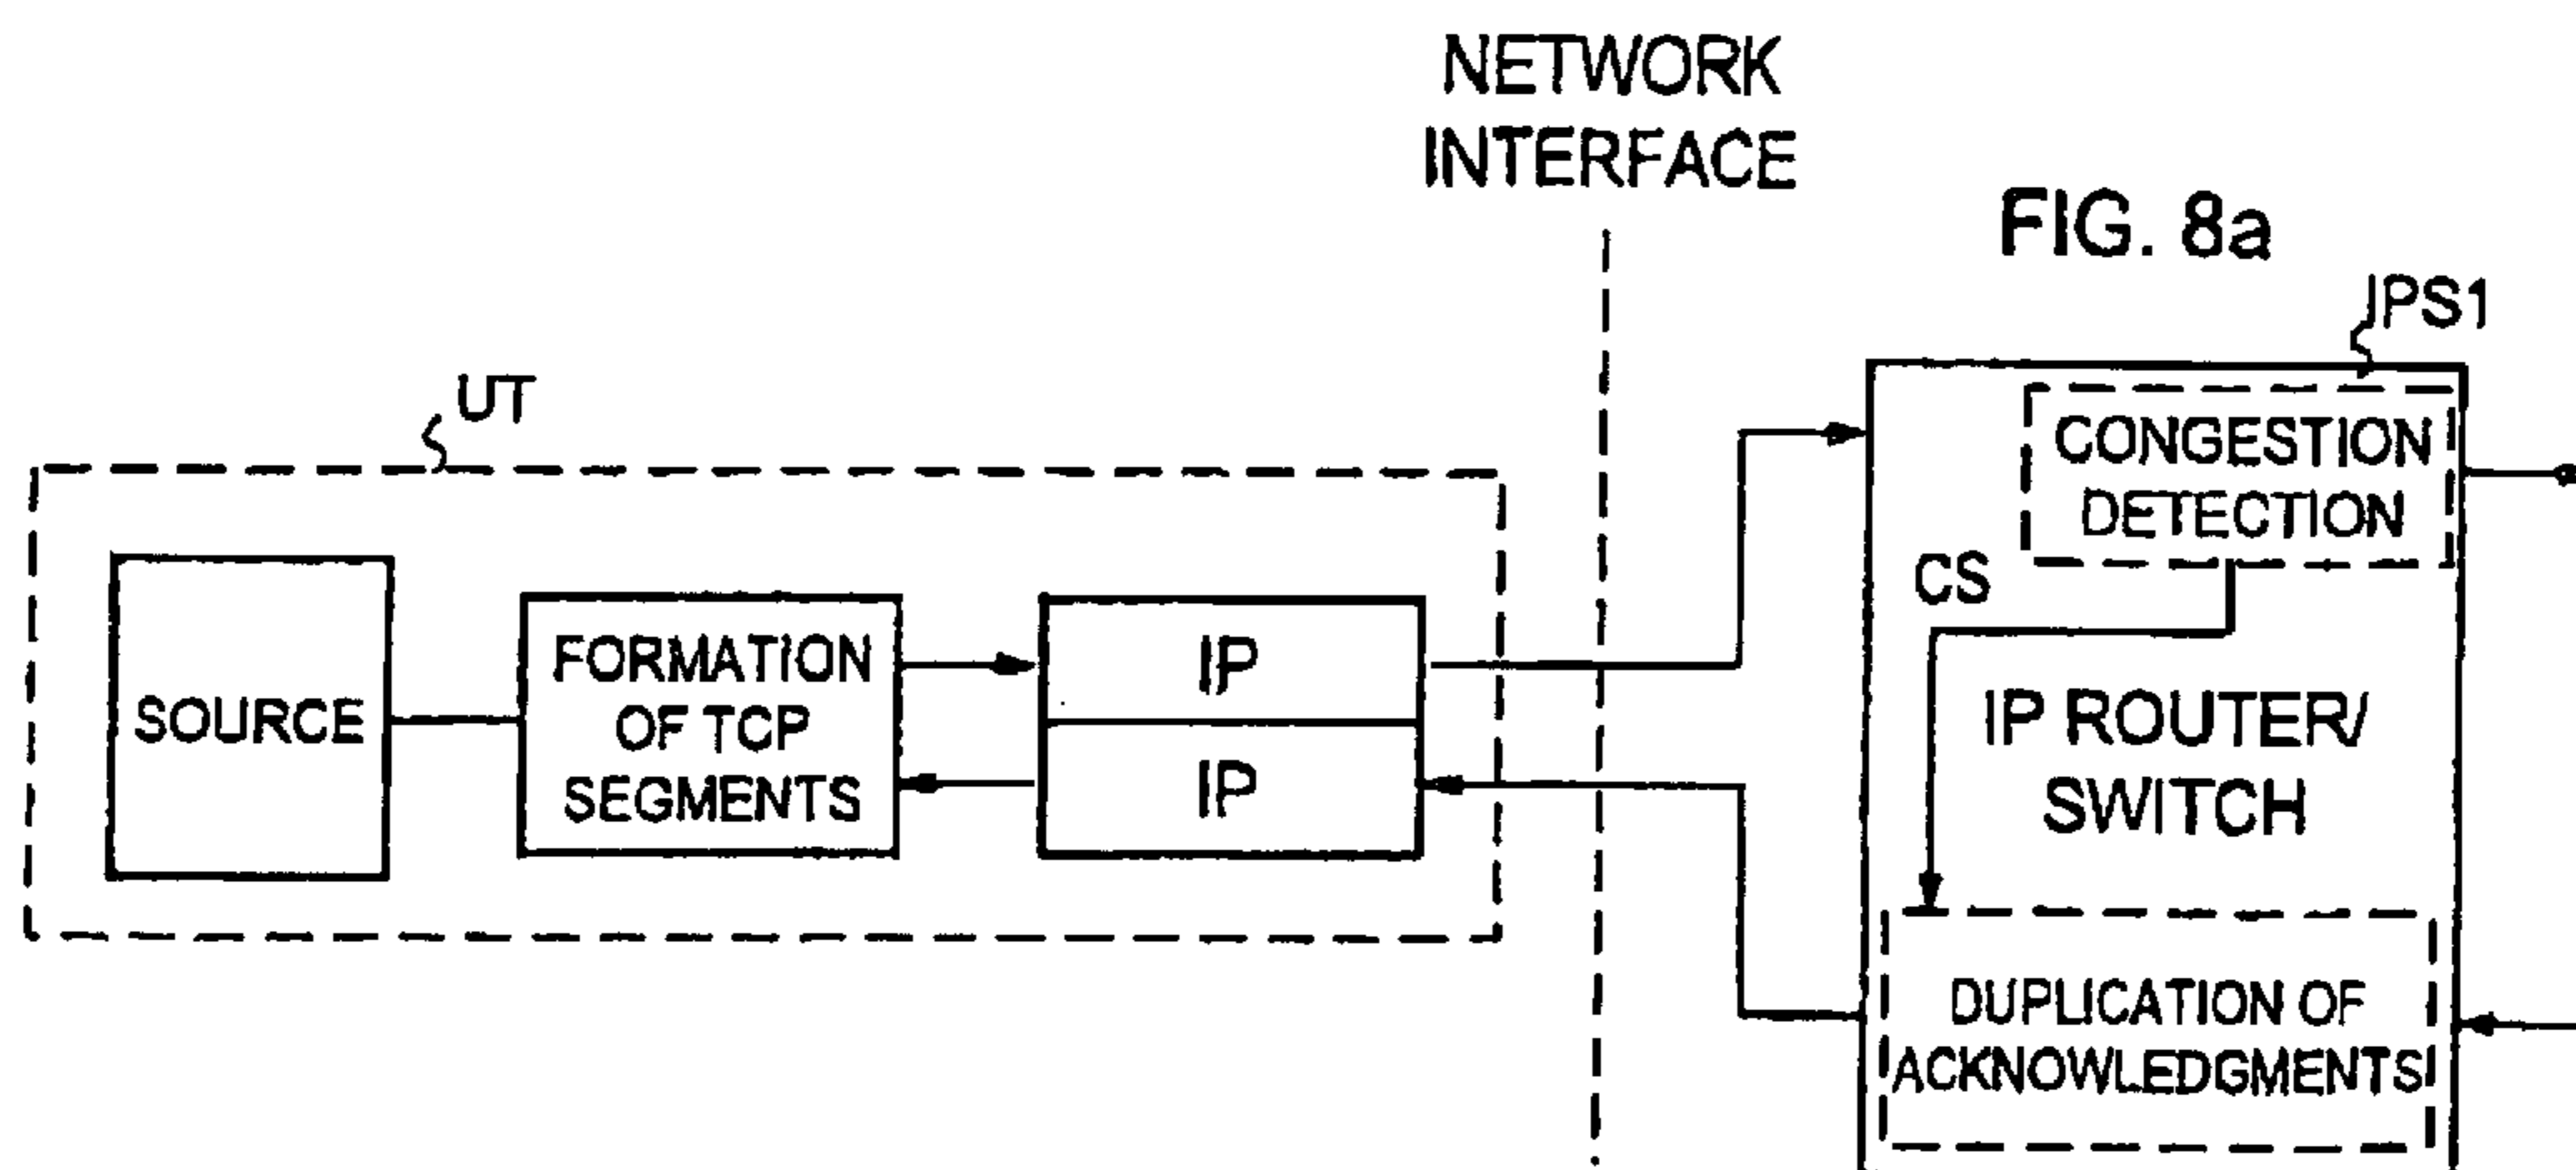 NETWORK
INTERFACE
FIG. 8a
IPS1
UT
CONGESTION
DETECTION
CS
SOURCE
FORMATION
OF TCP
SEGMENTS
IP
IP
IP ROUTER/
SWITCH
DUPLICATION OF
ACKNOWLEDGMENTS